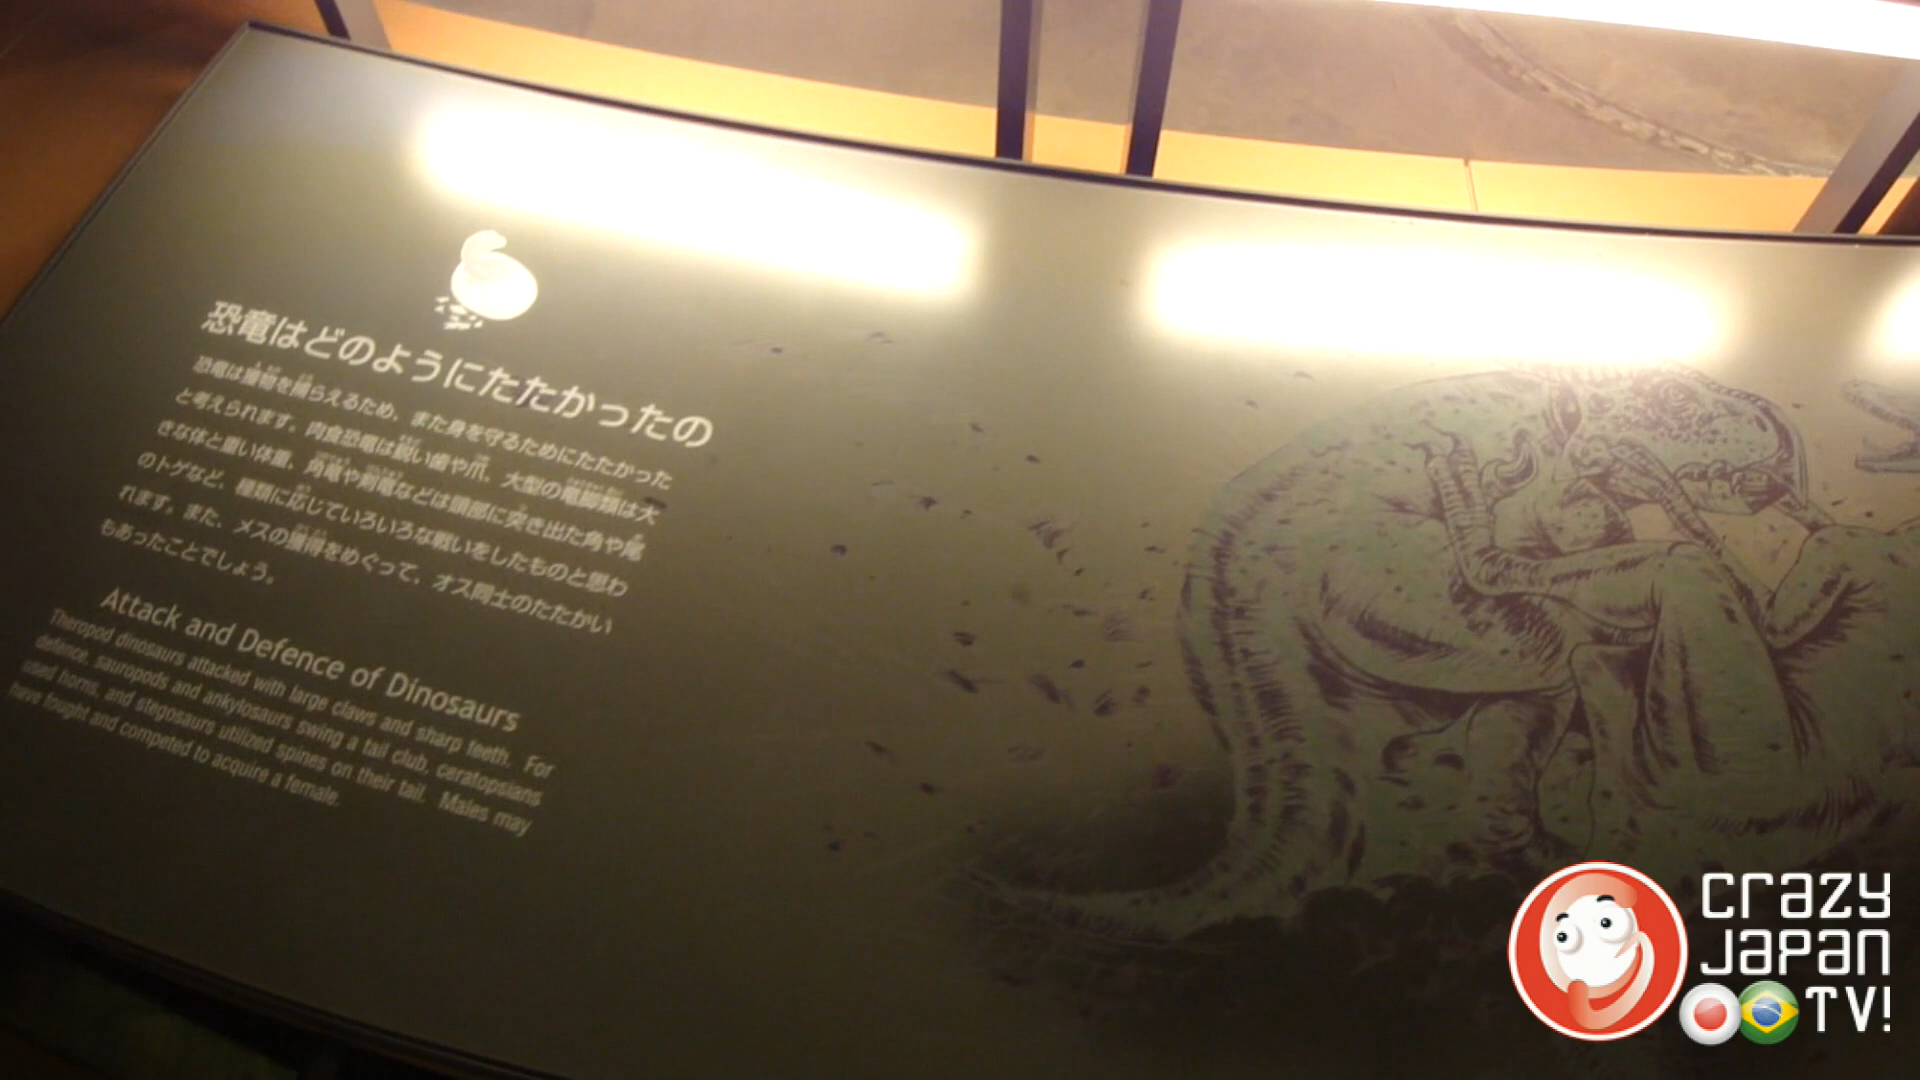 恐竜はどのようにたたかったの
恐竜は獲物を捕らえるため、また身を守るためにたたかった
と考えられます。肉食恐竜は鋭い歯や爪、大型の竜脚類は大
きな体と重い体重、角竜や剣竜などは頭部に突き出た角や尾
のトゲなど、種類に応じていろいろな戦いをしたものと思わ
れます。また、メスの獲得をめぐって、オス同士のたたかい
もあったことでしょう。
Attack and Defence of Dinosaurs
Theropod dinosaurs attacked with large claws and sharp teeth. For
defence, sauropods and ankylosaurs swing a tail club, ceratopsians
used horns, and stegosaurs utilized spines on their tail. Males may
have fought and competed to acquire a female.
crazy
Japan
TV!